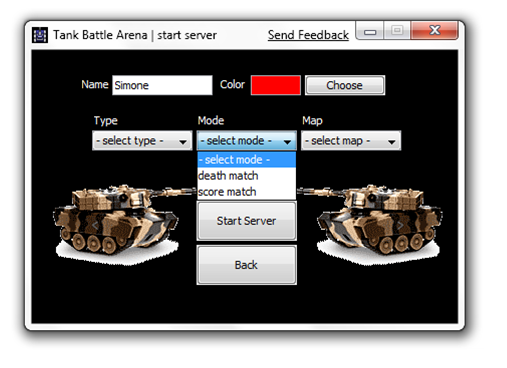 Tank Battle Arena | start server
Send Feedback
Name Simone Color Choose
Type Mode Map
- select type - - select mode - - select map -
- select mode -
death match
score match
Start Server
Back